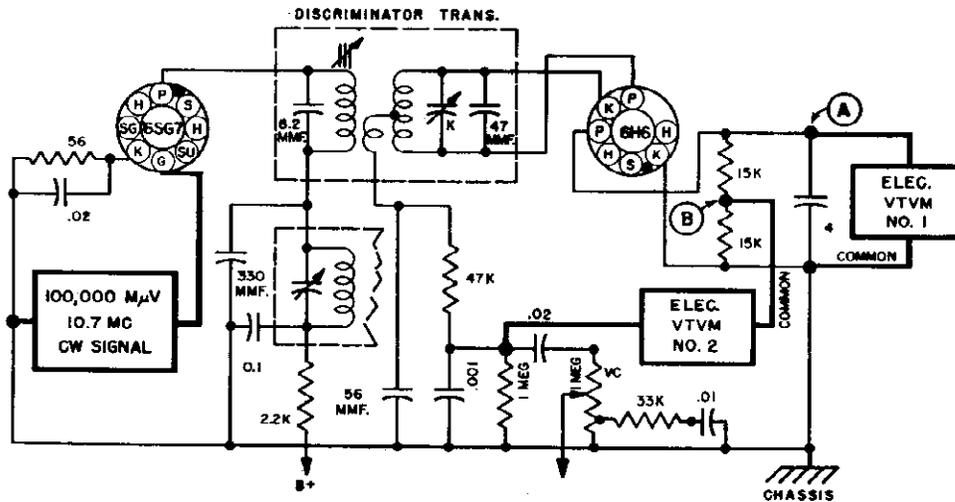 DISCRIMINATOR TRANS.
H P S
SG 6SG7 H
K G SU
56
.02
100,000 MμV
10.7 MC
CW SIGNAL
8.2
MMF.
K
47
MMF.
K P
P 6H6 H
H S K
A
15K
B
15K
4
ELEC.
VTVM
NO. 1
COMMON
COMMON
330
MMF.
0.1
2.2K
B+
47K
56
MMF.
.001
1 MEG
.02
1 MEG
VC
33K
.01
ELEC.
VTVM
NO. 2
CHASSIS